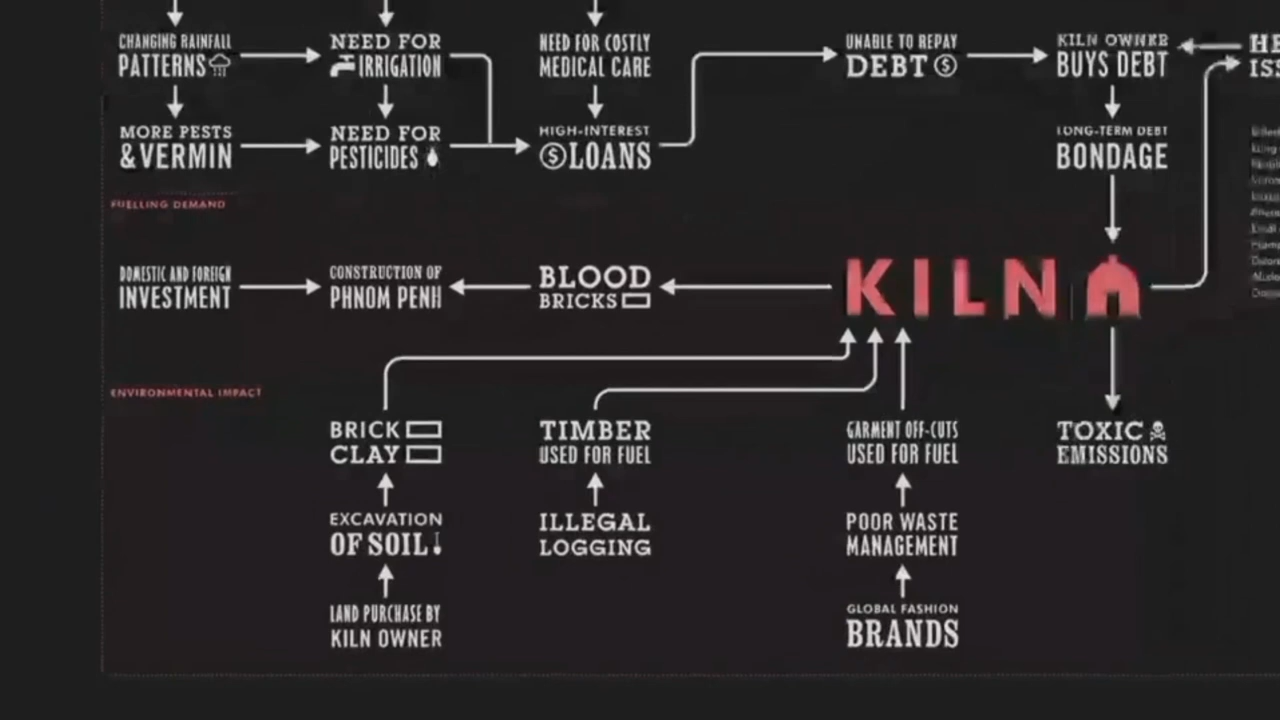 CHANGING RAINFALL
PATTERNS
NEED FOR
IRRIGATION
NEED FOR COSTLY
MEDICAL CARE
UNABLE TO REPAY
DEBT
KILN OWNER
BUYS DEBT
MORE PESTS
& VERMIN
NEED FOR
PESTICIDES
HIGH-INTEREST
LOANS
LONG-TERM DEBT
BONDAGE
FUELLING DEMAND
DOMESTIC AND FOREIGN
INVESTMENT
CONSTRUCTION OF
PHNOM PENH
BLOOD
BRICKS
KILN
ENVIRONMENTAL IMPACT
BRICK
CLAY
TIMBER
USED FOR FUEL
GARMENT OFF-CUTS
USED FOR FUEL
TOXIC
EMISSIONS
EXCAVATION
OF SOIL
ILLEGAL
LOGGING
POOR WASTE
MANAGEMENT
LAND PURCHASE BY
KILN OWNER
GLOBAL FASHION
BRANDS